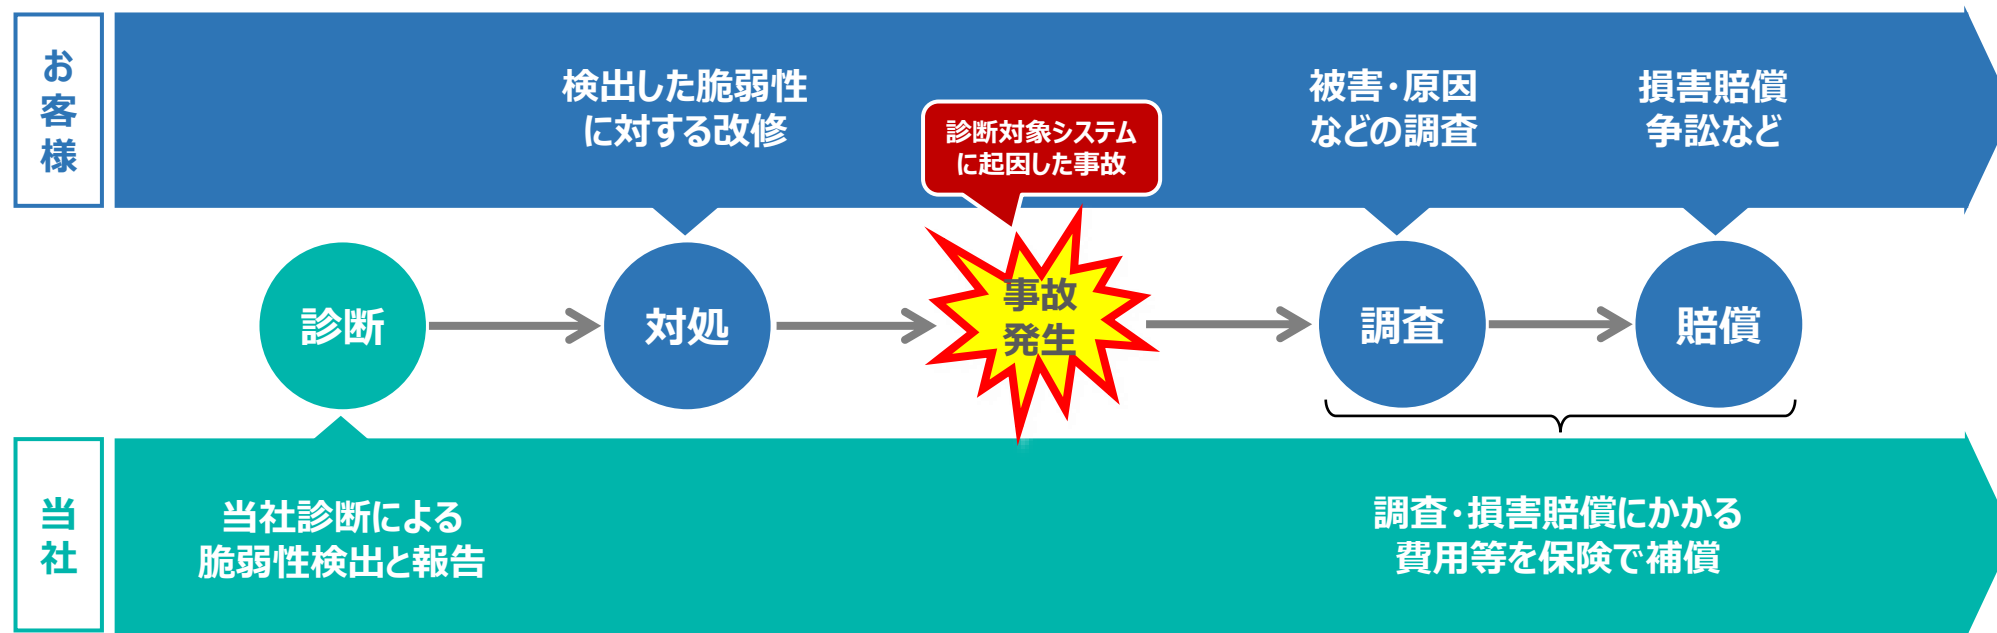 お客様
検出した脆弱性
に対する改修
診断対象システム
に起因した事故
被害・原因
などの調査
損害賠償
争訟など
診断
対処
事故
発生
調査
賠償
当社
当社診断による
脆弱性検出と報告
調査・損害賠償にかかる
費用等を保険で補償